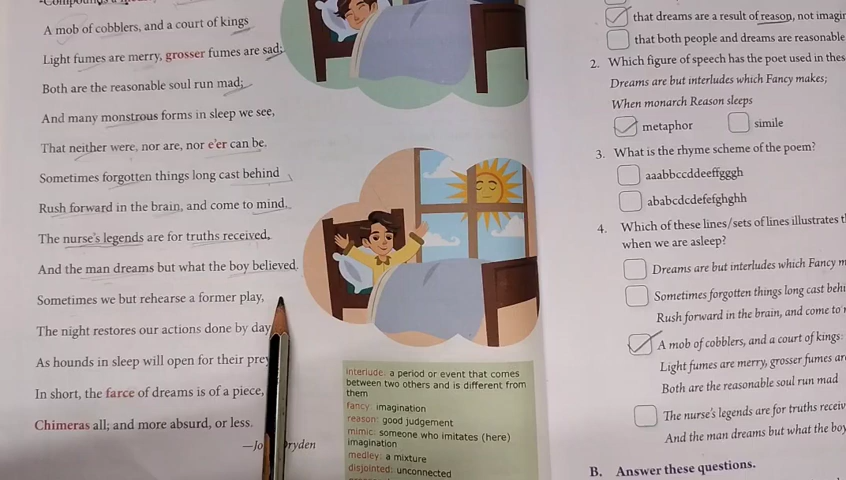 A mob of cobblers, and a court of kings
Light fumes are merry, grosser fumes are sad;
Both are the reasonable soul run mad;
And many monstrous forms in sleep we see,
That neither were, nor are, nor e'er can be.
Sometimes forgotten things long cast behind
Rush forward in the brain, and come to mind.
The nurse's legends are for truths received,
And the man dreams but what the boy believed.
Sometimes we but rehearse a former play,
The night restores our actions done by day
As hounds in sleep will open for their prey
In short, the farce of dreams is of a piece,
Chimeras all; and more absurd, or less.
interlude: a period or event that comes
between two others and is different from
them
fancy: imagination
reason: good judgement
mimic: someone who imitates (here)
imagination
medley: a mixture
disjointed: unconnected
that dreams are a result of reason, not
that both people and dreams are reasonable
2. Which figure of speech has the poet used in
Dreams are but interludes which Fancy makes;
When monarch Reason sleeps
metaphor simile
3. What is the rhyme scheme of the poem?
aaabbccddeeffgggh
ababcdcdefefghghh
4. Which of these lines/sets of lines illustrates
when we are asleep?
Dreams are but interludes which Fancy
Sometimes forgotten things long cast
Rush forward in the brain, and come to
A mob of cobblers, and a court of kings:
Light fumes are merry, grosser fumes
Both are the reasonable soul run mad
The nurse's legends are for truths
And the man dreams but what the boy
B. Answer these questions.